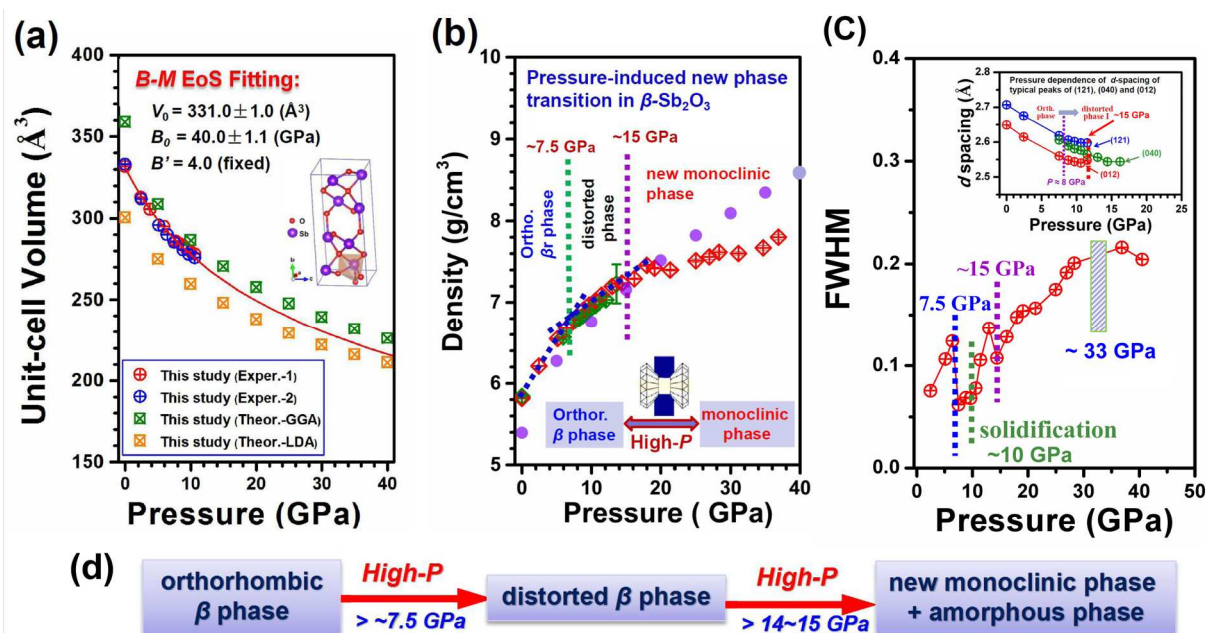 (a)
Unit-cell Volume (Å³)
400
350
300
250
200
150
B-M EoS Fitting:
V₀ = 331.0±1.0 (Å³)
B₀ = 40.0±1.1 (GPa)
B' = 4.0 (fixed)
O
Sb
b
a
c
This study (Exper.-1)
This study (Exper.-2)
This study (Theor.-GGA)
This study (Theor.-LDA)
0 10 20 30 40
Pressure (GPa)
(b)
Density (g/cm³)
10
9
8
7
6
5
Pressure-induced new phase
transition in β-Sb₂O₃
~7.5 GPa
~15 GPa
Ortho.
βr phase
distorted
phase
new monoclinic
phase
Orthor.
β phase
High-P
monoclinic
phase
0 10 20 30 40
Pressure ( GPa)
(C)
FWHM
0.4
0.3
0.2
0.1
0.0
d spacing (Å)
2.8
2.7
2.6
2.5
Pressure dependence of d-spacing of
typical peaks of (121), (040) and (012)
Orth.
phase
distorted
phase I
~15 GPa
(121)
(040)
(012)
P ≈ 8 GPa
0 5 10 15 20 25
Pressure (GPa)
~15 GPa
7.5 GPa
~ 33 GPa
solidification
~10 GPa
0 10 20 30 40 50
Pressure (GPa)
(d)
orthorhombic
β phase
High-P
> ~7.5 GPa
distorted β phase
High-P
> 14~15 GPa
new monoclinic phase
+ amorphous phase